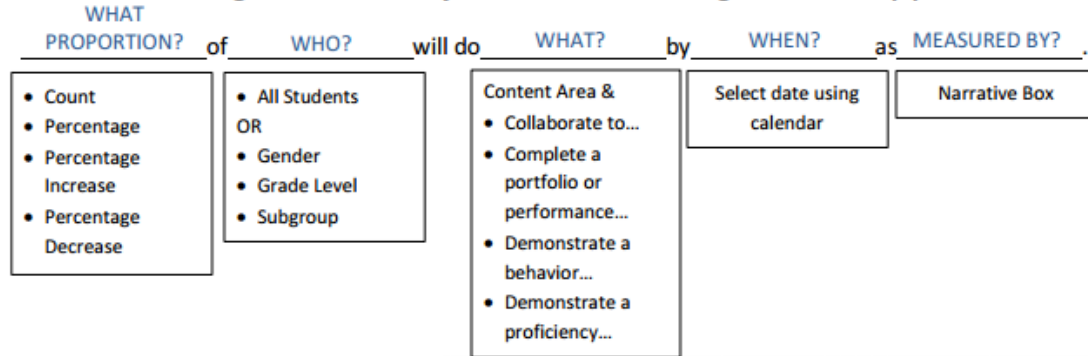 WHAT
PROPORTION? of WHO? will do WHAT? by WHEN? as MEASURED BY? .
• Count
• Percentage
• Percentage
Increase
• Percentage
Decrease
• All Students
OR
• Gender
• Grade Level
• Subgroup
Content Area &
• Collaborate to…
• Complete a
portfolio or
performance…
• Demonstrate a
behavior…
• Demonstrate a
proficiency…
Select date using
calendar
Narrative Box